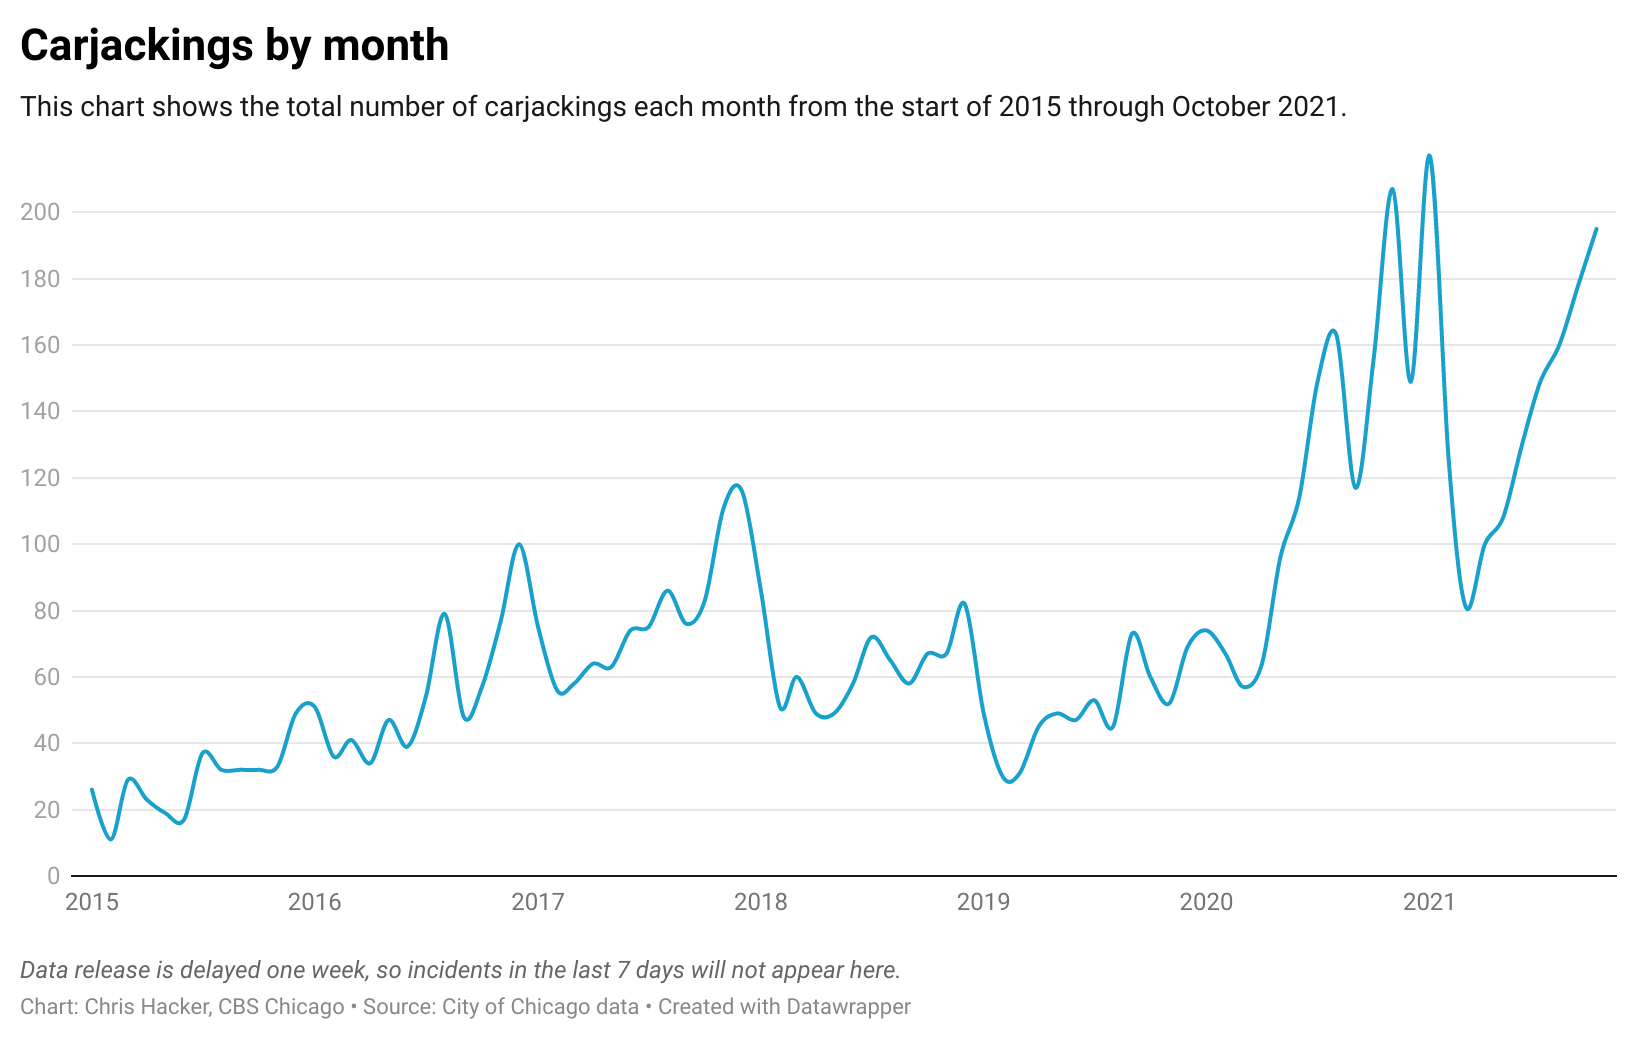 Carjackings by month
This chart shows the total number of carjackings each month from the start of 2015 through October 2021.
200
180
160
140
120
100
80
60
40
20
0
2015 2016 2017 2018 2019 2020 2021
Data release is delayed one week, so incidents in the last 7 days will not appear here.
Chart: Chris Hacker, CBS Chicago • Source: City of Chicago data • Created with Datawrapper